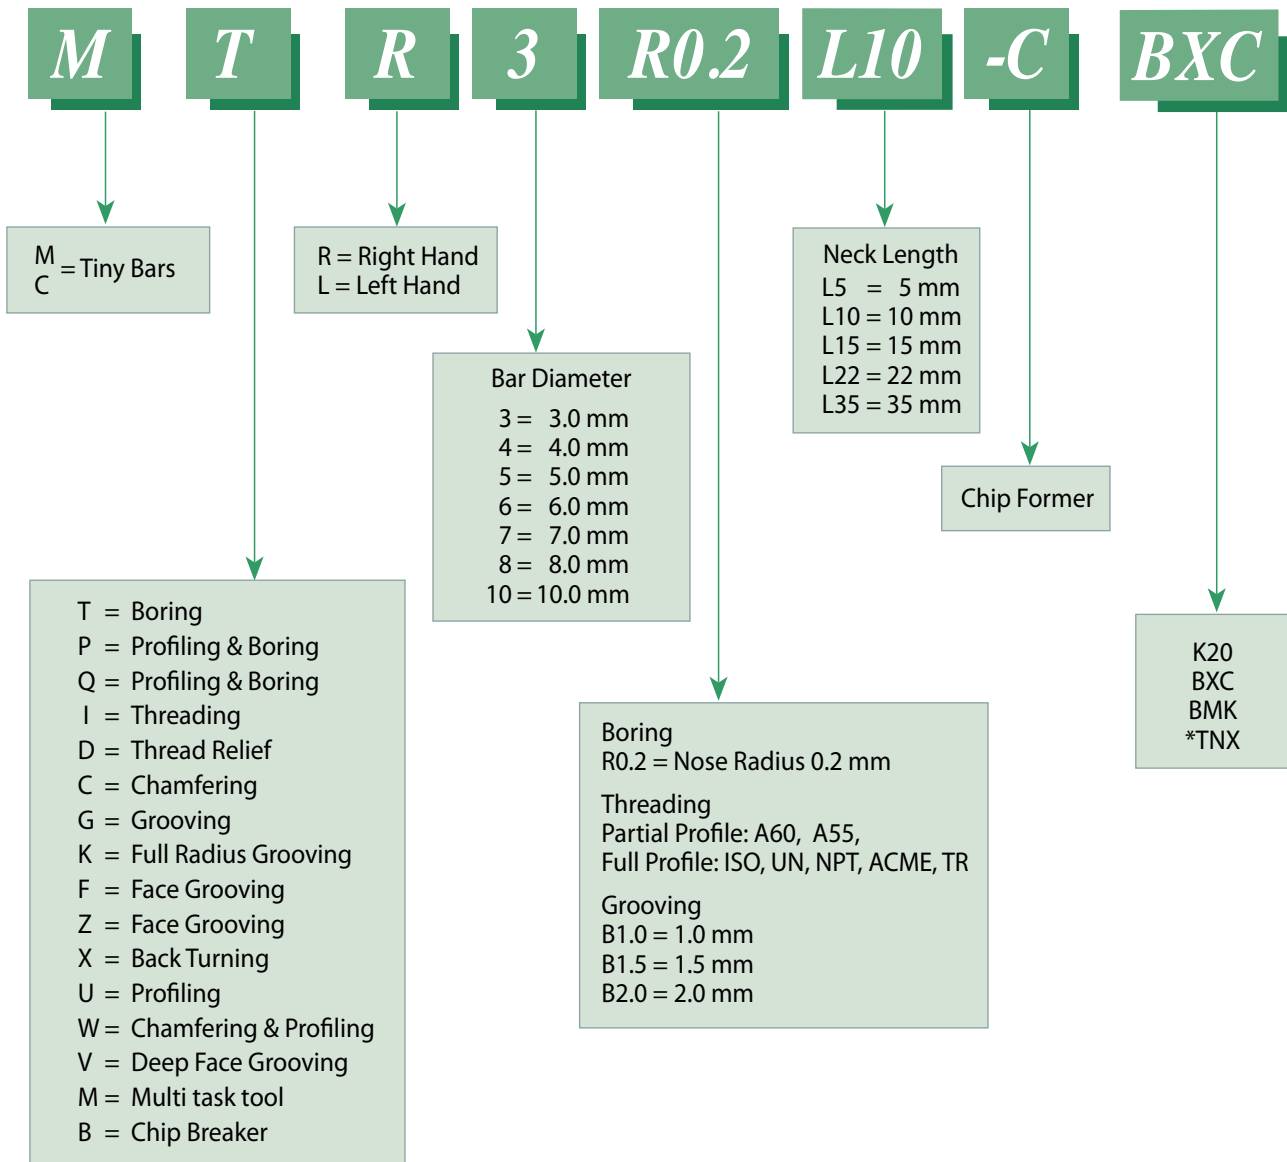 M T R 3 R0.2 L10 -C BXC
M
C = Tiny Bars
R = Right Hand
L = Left Hand
Neck Length
L5 = 5 mm
L10 = 10 mm
L15 = 15 mm
L22 = 22 mm
L35 = 35 mm
Bar Diameter
3 = 3.0 mm
4 = 4.0 mm
5 = 5.0 mm
6 = 6.0 mm
7 = 7.0 mm
8 = 8.0 mm
10 = 10.0 mm
Chip Former
T = Boring
P = Profiling & Boring
Q = Profiling & Boring
I = Threading
D = Thread Relief
C = Chamfering
G = Grooving
K = Full Radius Grooving
F = Face Grooving
Z = Face Grooving
X = Back Turning
U = Profiling
W = Chamfering & Profiling
V = Deep Face Grooving
M = Multi task tool
B = Chip Breaker
Boring
R0.2 = Nose Radius 0.2 mm
Threading
Partial Profile: A60, A55,
Full Profile: ISO, UN, NPT, ACME, TR
Grooving
B1.0 = 1.0 mm
B1.5 = 1.5 mm
B2.0 = 2.0 mm
K20
BXC
BMK
*TNX